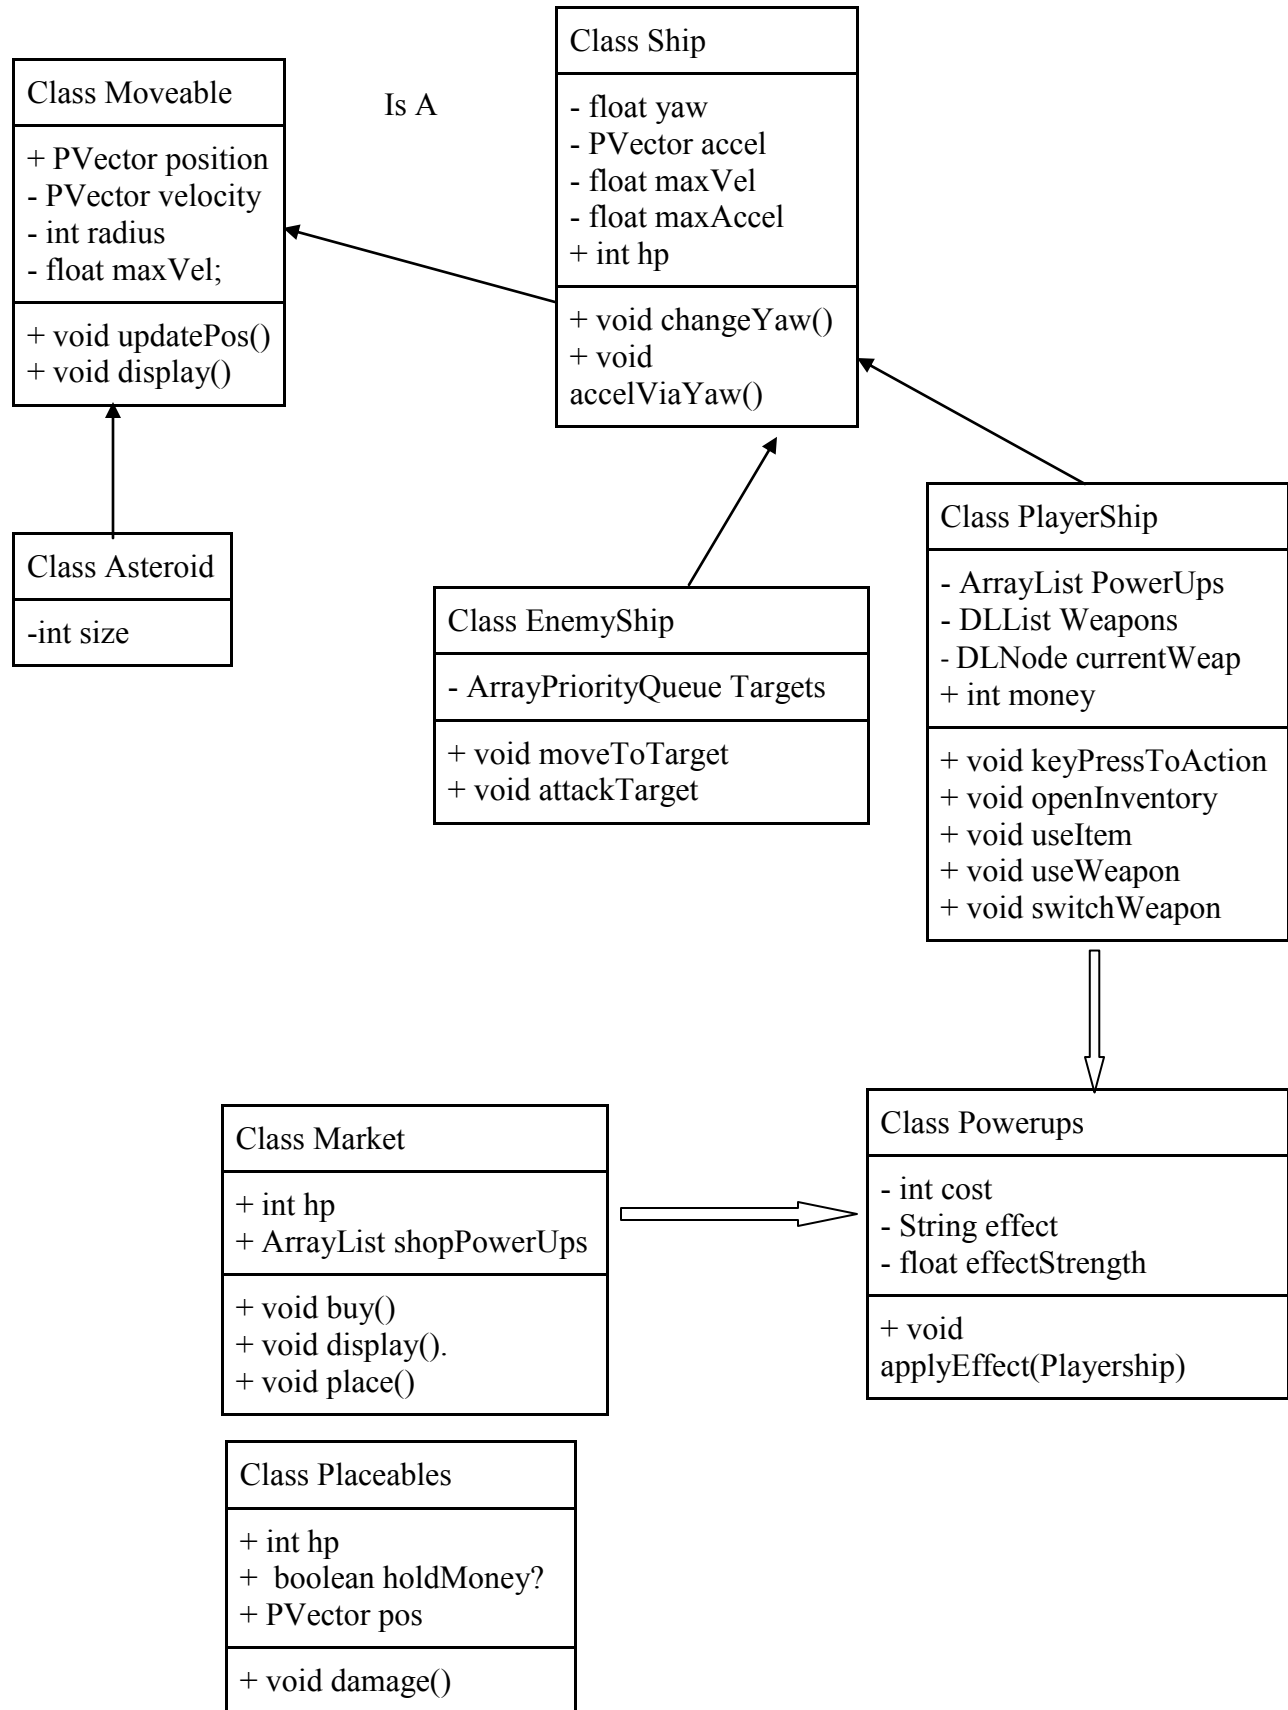 Class Moveable
+ PVector position
- PVector velocity
- int radius
- float maxVel;
+ void updatePos()
+ void display()
Is A
Class Ship
- float yaw
- PVector accel
- float maxVel
- float maxAccel
+ int hp
+ void changeYaw()
+ void
accelViaYaw()
Class Asteroid
-int size
Class EnemyShip
- ArrayPriorityQueue Targets
+ void moveToTarget
+ void attackTarget
Class PlayerShip
- ArrayList PowerUps
- DLList Weapons
- DLNode currentWeap
+ int money
+ void keyPressToAction
+ void openInventory
+ void useItem
+ void useWeapon
+ void switchWeapon
Class Market
+ int hp
+ ArrayList shopPowerUps
+ void buy()
+ void display().
+ void place()
Class Powerups
- int cost
- String effect
- float effectStrength
+ void
applyEffect(Playership)
Class Placeables
+ int hp
+  boolean holdMoney?
+ PVector pos
+ void damage()